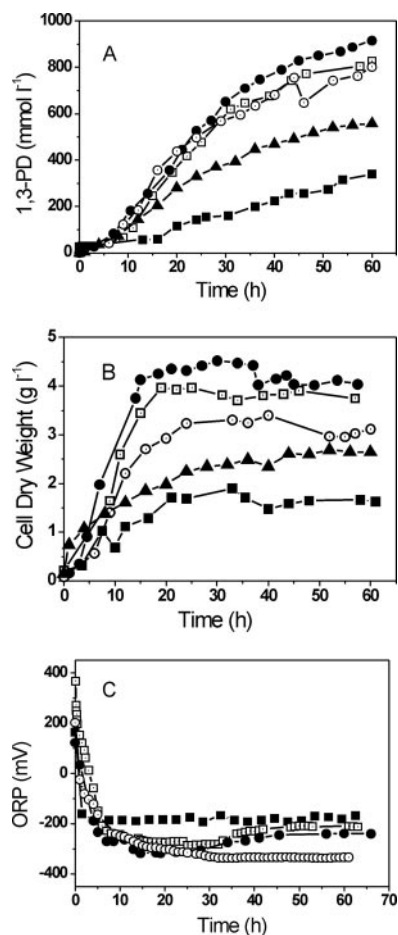 A
1000
800
600
400
200
0
1,3-PD (mmol l⁻¹)
0 10 20 30 40 50 60
Time (h)
B
5
4
3
2
1
0
Cell Dry Weight (g l⁻¹)
0 10 20 30 40 50 60
Time (h)
C
400
200
0
-200
-400
ORP (mV)
0 10 20 30 40 50 60 70
Time (h)